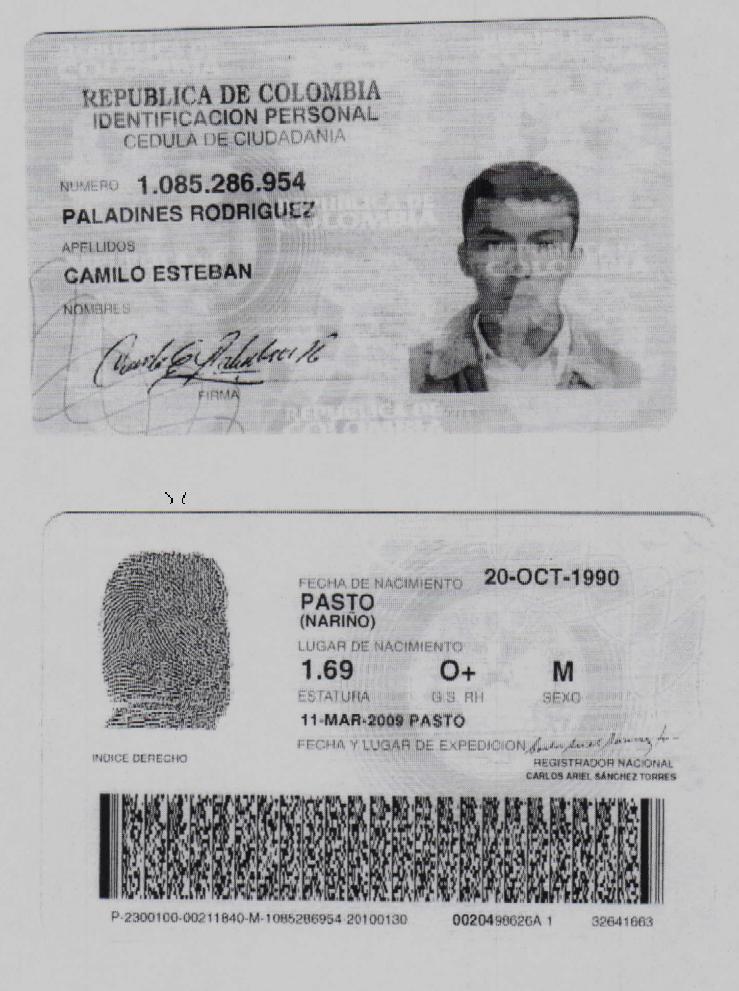 REPUBLICA DE COLOMBIA
IDENTIFICACION PERSONAL
CEDULA DE CIUDADANIA
NUMERO 1.085.286.954
PALADINES RODRIGUEZ
APELLIDOS
CAMILO ESTEBAN
NOMBRES
FIRMA
FECHA DE NACIMIENTO 20-OCT-1990
PASTO
(NARIÑO)
LUGAR DE NACIMIENTO
1.69 O+ M
ESTATURA G.S. RH SEXO
11-MAR-2009 PASTO
FECHA Y LUGAR DE EXPEDICION
INDICE DERECHO
REGISTRADOR NACIONAL
CARLOS ARIEL SÁNCHEZ TORRES
P-2300100-00211840-M-1085286954-20100130 0020498626A 1 32641663